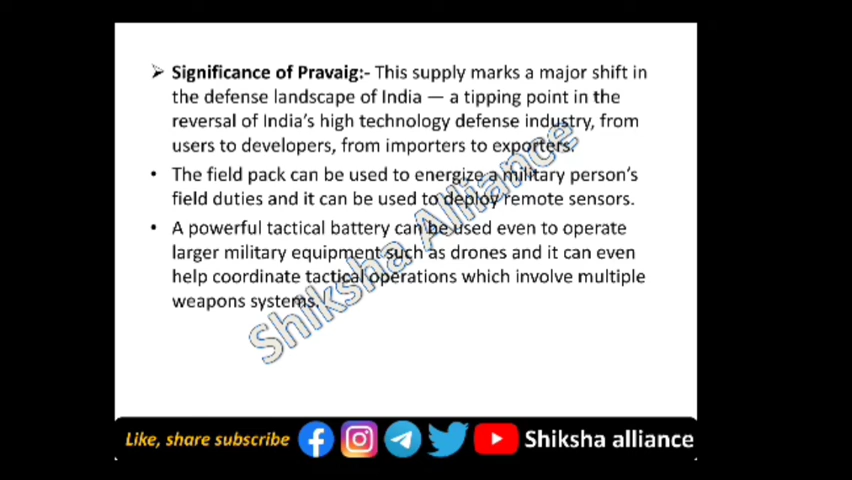 ➢ Significance of Pravaig:- This supply marks a major shift in
the defense landscape of India — a tipping point in the
reversal of India's high technology defense industry, from
users to developers, from importers to exporters.
• The field pack can be used to energize a military person's
field duties and it can be used to deploy remote sensors.
• A powerful tactical battery can be used even to operate
larger military equipment such as drones and it can even
help coordinate tactical operations which involve multiple
weapons systems.
Shiksha Alliance
Like, share subscribe Shiksha alliance